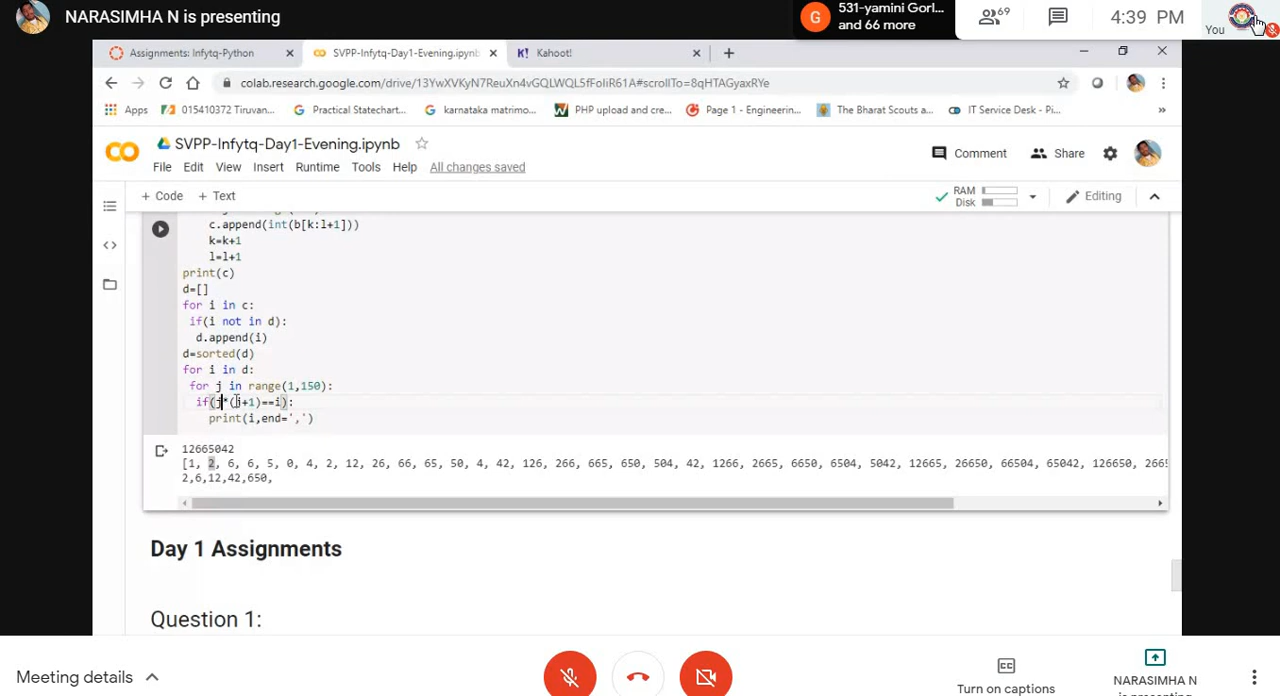 NARASIMHA N is presenting
G
531-yamini Gorl...
and 66 more
69
4:39 PM
You
Assignments: Infytq-Python
SVPP-Infytq-Day1-Evening.ipynb
K! Kahoot!
colab.research.google.com/drive/13YwXVKyN7ReuXn4vGQLWQL5fFoIiR61A#scrollTo=8qHTAGyaxRYe
Apps
015410372 Tiruvan...
Practical Statechart...
karnataka matrimo...
PHP upload and cre...
Page 1 - Engineerin...
The Bharat Scouts a...
IT Service Desk - Pi...
SVPP-Infytq-Day1-Evening.ipynb
File Edit View Insert Runtime Tools Help All changes saved
Comment
Share
+ Code + Text
RAM
Disk
Editing
c.append(int(b[k:l+1]))
k=k+1
l=l+1
print(c)
d=[]
for i in c:
if(i not in d):
d.append(i)
d=sorted(d)
for i in d:
for j in range(1,150):
if(j*(j+1)==i):
print(i,end=',')
12665042
[1, 2, 6, 6, 5, 0, 4, 2, 12, 26, 66, 65, 50, 4, 42, 126, 266, 665, 650, 504, 42, 1266, 2665, 6650, 6504, 5042, 12665, 26650, 66504, 65042, 126650, 2665
2,6,12,42,650,
Day 1 Assignments
Question 1:
Meeting details
CC
Turn on captions
NARASIMHA N
is presenting